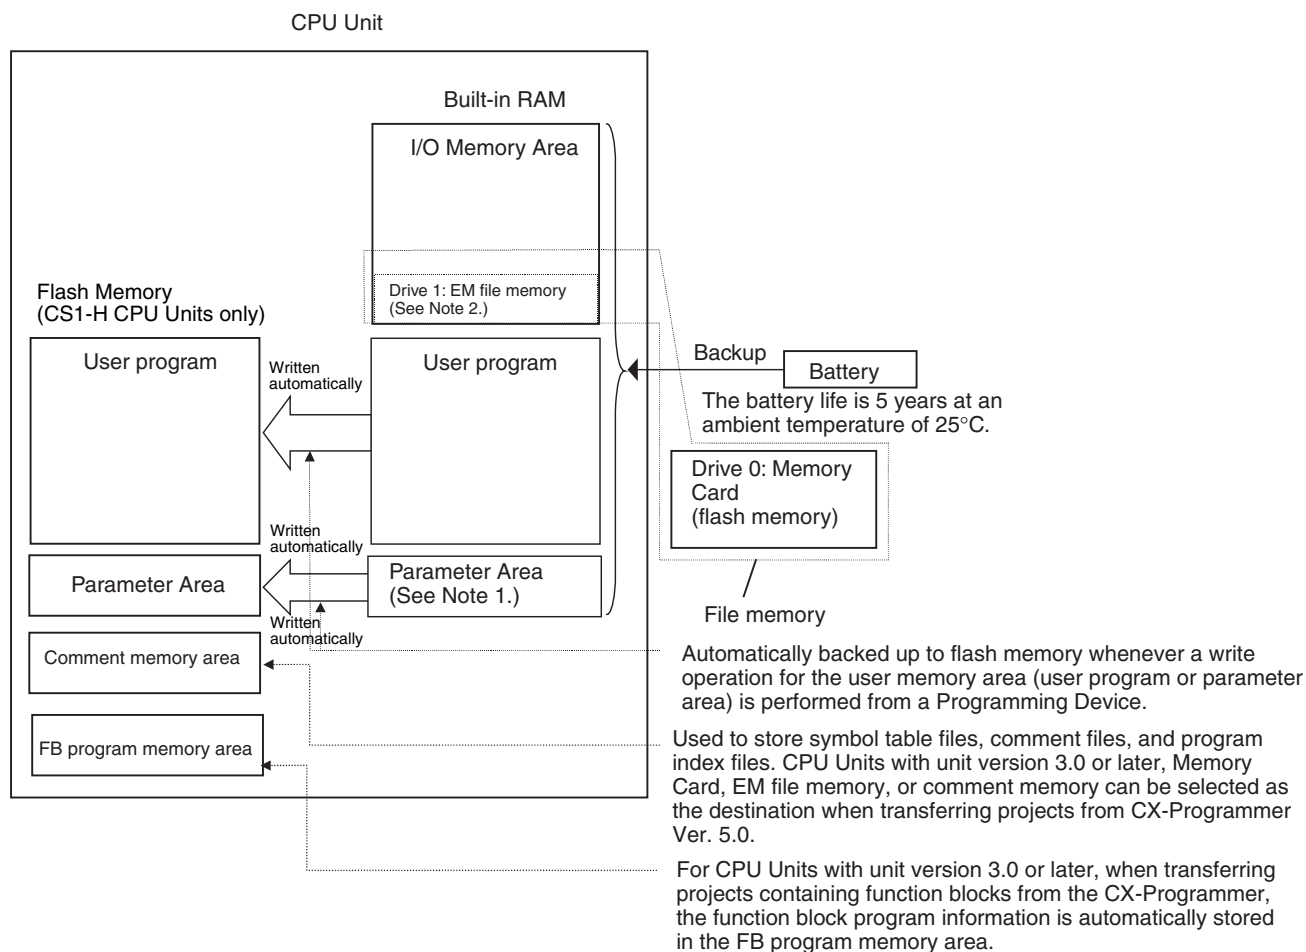 CPU Unit
Built-in RAM
I/O Memory Area
Drive 1: EM file memory
(See Note 2.)
Flash Memory
(CS1-H CPU Units only)
User program
Written
automatically
User program
Backup
Battery
The battery life is 5 years at an
ambient temperature of 25°C.
Drive 0: Memory
Card
(flash memory)
Written
automatically
Parameter Area
Parameter Area
(See Note 1.)
File memory
Written
automatically
Comment memory area
Automatically backed up to flash memory whenever a write
operation for the user memory area (user program or parameter
area) is performed from a Programming Device.
FB program memory area
Used to store symbol table files, comment files, and program
index files. CPU Units with unit version 3.0 or later, Memory
Card, EM file memory, or comment memory can be selected as
the destination when transferring projects from CX-Programmer
Ver. 5.0.
For CPU Units with unit version 3.0 or later, when transferring
projects containing function blocks from the CX-Programmer,
the function block program information is automatically stored
in the FB program memory area.